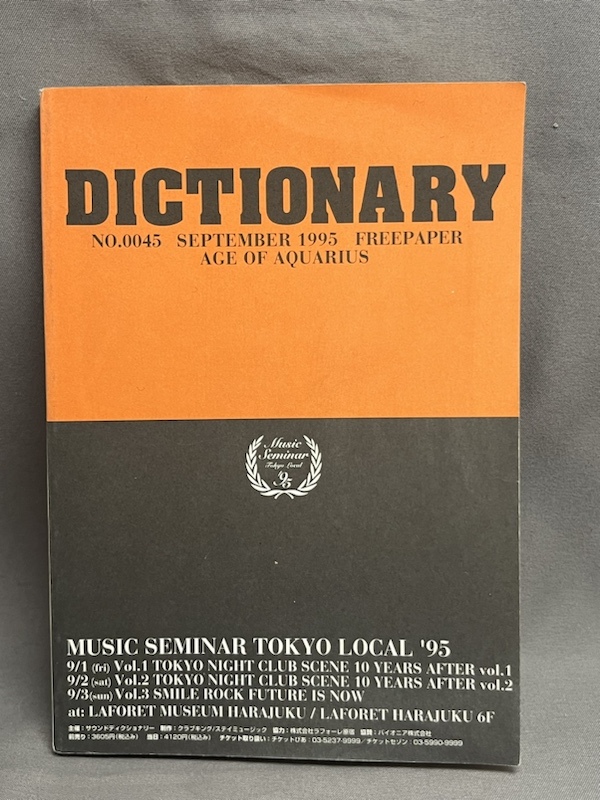 DICTIONARY
NO.0045 SEPTEMBER 1995 FREEPAPER
AGE OF AQUARIUS
Music
Seminar
Tokyo Local
'95
MUSIC SEMINAR TOKYO LOCAL '95
9/1 (fri) Vol.1 TOKYO NIGHT CLUB SCENE 10 YEARS AFTER vol.1
9/2 (sat) Vol.2 TOKYO NIGHT CLUB SCENE 10 YEARS AFTER vol.2
9/3(sun) Vol.3 SMILE ROCK FUTURE IS NOW
at: LAFORET MUSEUM HARAJUKU / LAFORET HARAJUKU 6F
主催：サウンドディクショナリー 制作：クラブキング/ステイミュージック 協力：株式会社ラフォーレ原宿 協賛：パイオニア株式会社
前売り：3605円(税込み) 当日：4120円(税込み) チケット取り扱い：チケットぴあ：03-5237-9999／チケットセゾン：03-5990-9999